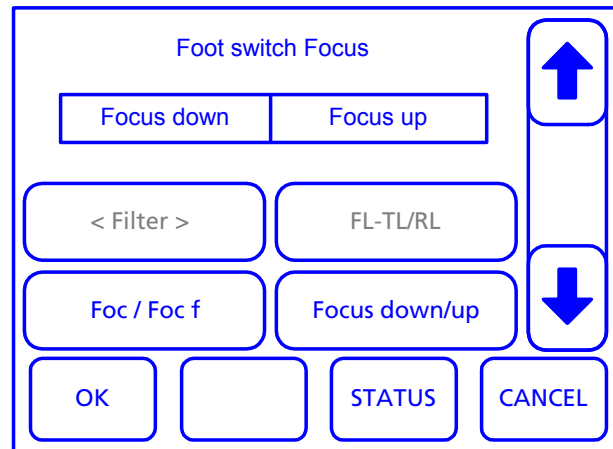 Foot switch Focus
Focus down Focus up
< Filter > FL-TL/RL
Foc / Foc f Focus down/up
OK STATUS CANCEL